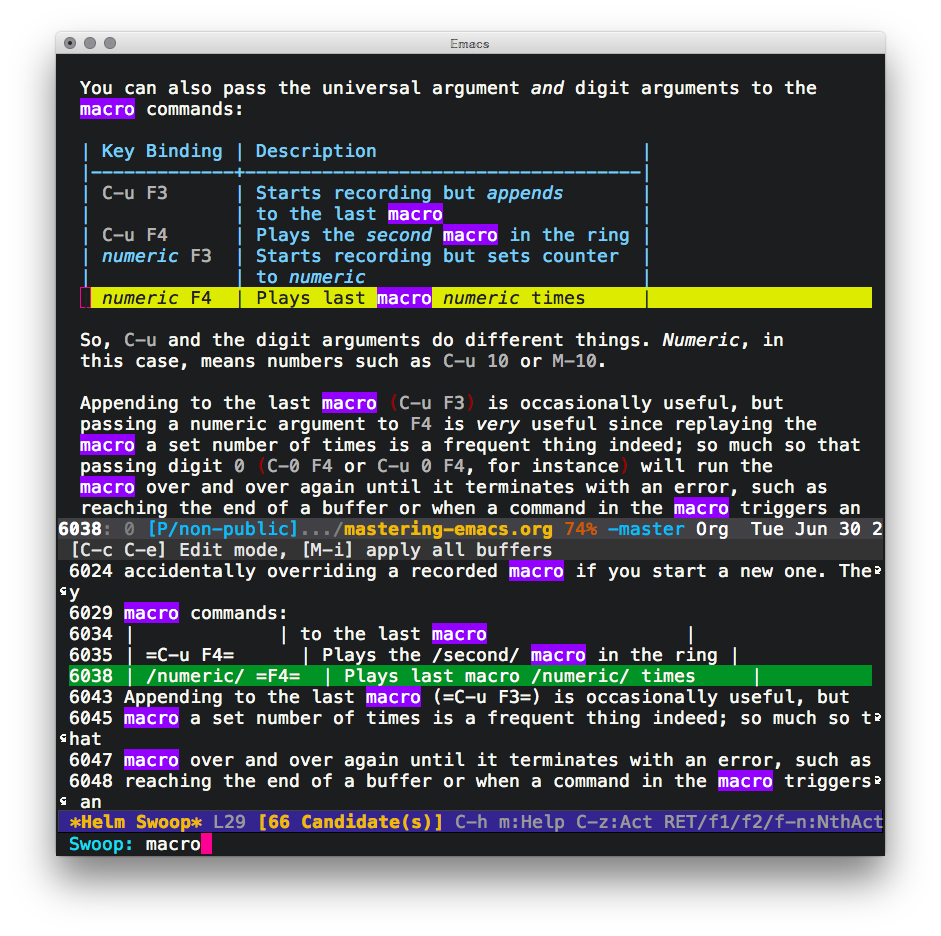 Emacs
You can also pass the universal argument and digit arguments to the
macro commands:
| Key Binding | Description |
|-------------+------------------------------------|
| C-u F3 | Starts recording but appends |
| | to the last macro |
| C-u F4 | Plays the second macro in the ring |
| numeric F3 | Starts recording but sets counter |
| | to numeric |
| numeric F4 | Plays last macro numeric times |
So, C-u and the digit arguments do different things. Numeric, in
this case, means numbers such as C-u 10 or M-10.
Appending to the last macro (C-u F3) is occasionally useful, but
passing a numeric argument to F4 is very useful since replaying the
macro a set number of times is a frequent thing indeed; so much so that
passing digit 0 (C-0 F4 or C-u 0 F4, for instance) will run the
macro over and over again until it terminates with an error, such as
reaching the end of a buffer or when a command in the macro triggers an
6038: 0 [P/non-public].../mastering-emacs.org 74% -master Org Tue Jun 30 2
[C-c C-e] Edit mode, [M-i] apply all buffers
6024 accidentally overriding a recorded macro if you start a new one. The
y
6029 macro commands:
6034 | | to the last macro |
6035 | =C-u F4= | Plays the /second/ macro in the ring |
6038 | /numeric/ =F4= | Plays last macro /numeric/ times |
6043 Appending to the last macro (=C-u F3=) is occasionally useful, but
6045 macro a set number of times is a frequent thing indeed; so much so t
hat
6047 macro over and over again until it terminates with an error, such as
6048 reaching the end of a buffer or when a command in the macro triggers
an
*Helm Swoop* L29 [66 Candidate(s)] C-h m:Help C-z:Act RET/f1/f2/f-n:NthAct
Swoop: macro